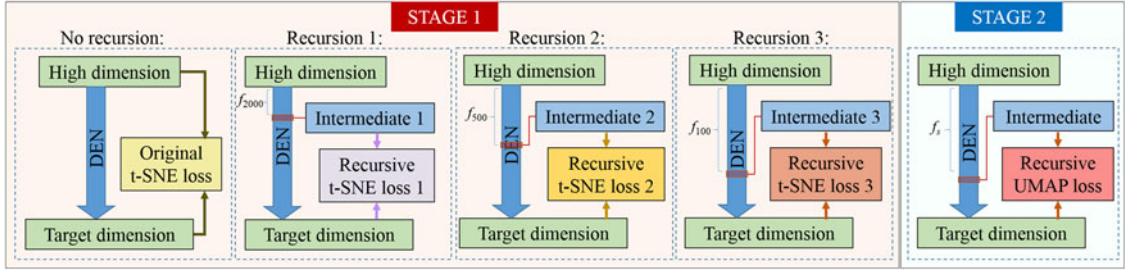 STAGE 1
STAGE 2
No recursion:
High dimension
DEN
Original
t-SNE loss
Target dimension
Recursion 1:
High dimension
f2000
DEN
Intermediate 1
Recursive
t-SNE loss 1
Target dimension
Recursion 2:
High dimension
f500
DEN
Intermediate 2
Recursive
t-SNE loss 2
Target dimension
Recursion 3:
High dimension
f100
DEN
Intermediate 3
Recursive
t-SNE loss 3
Target dimension
High dimension
fs
DEN
Intermediate
Recursive
UMAP loss
Target dimension